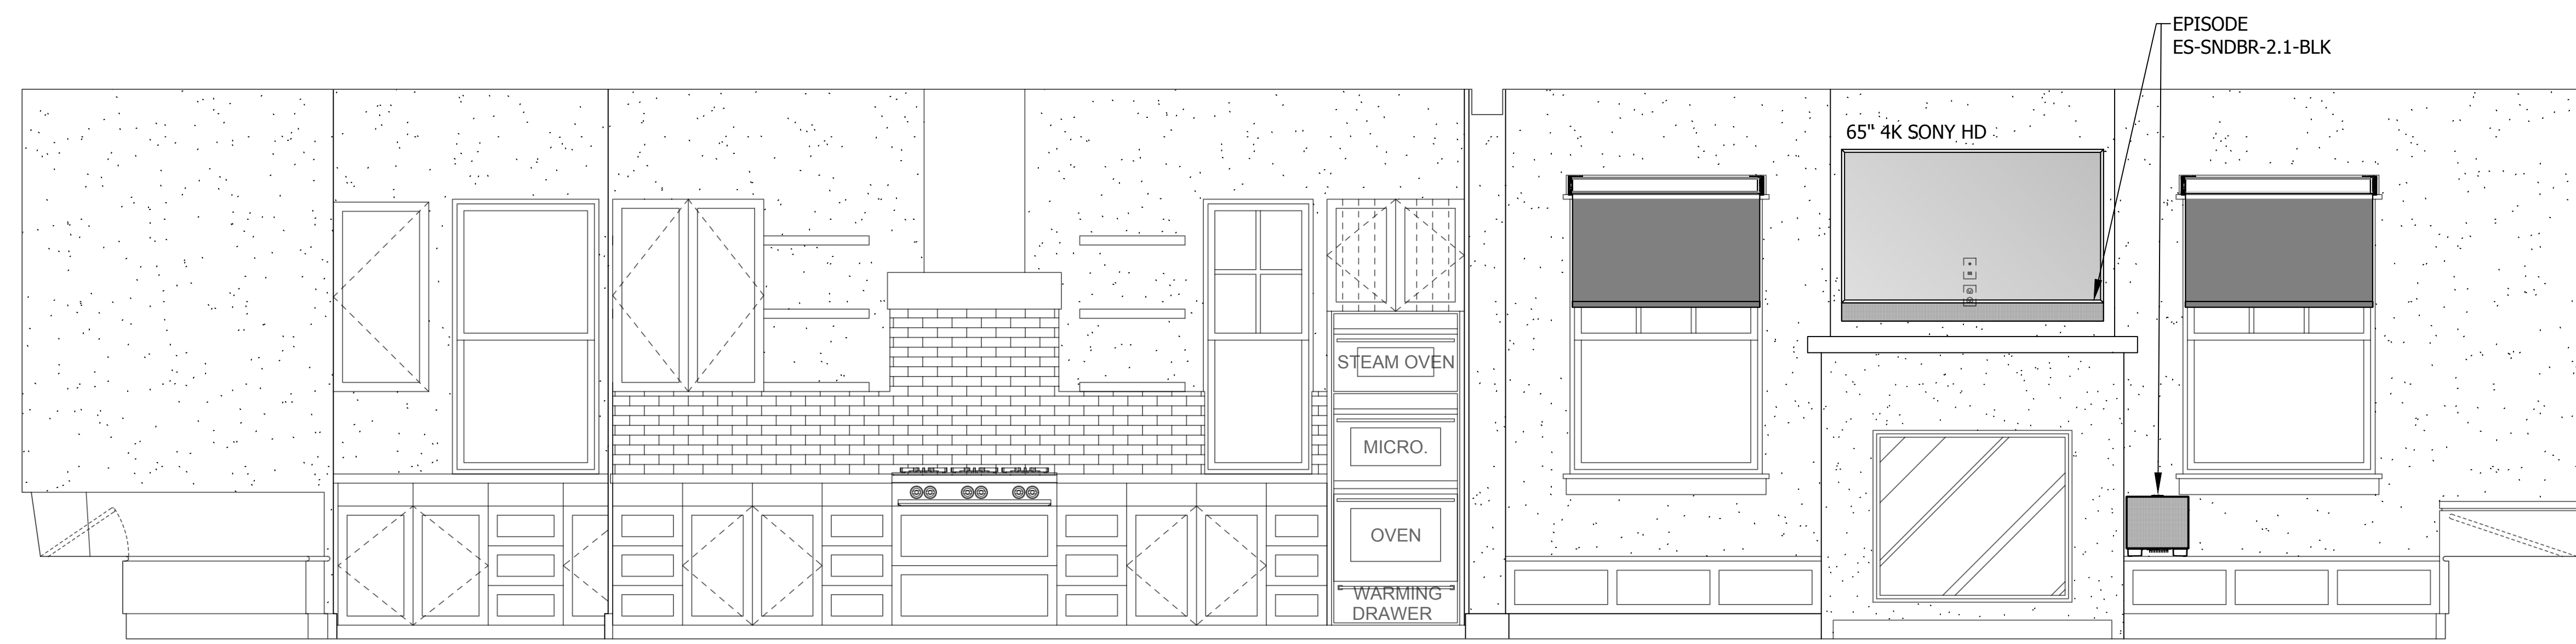 EPISODE
ES-SNDBR-2.1-BLK
65" 4K SONY HD
STEAM OVEN
MICRO.
OVEN
WARMING
DRAWER